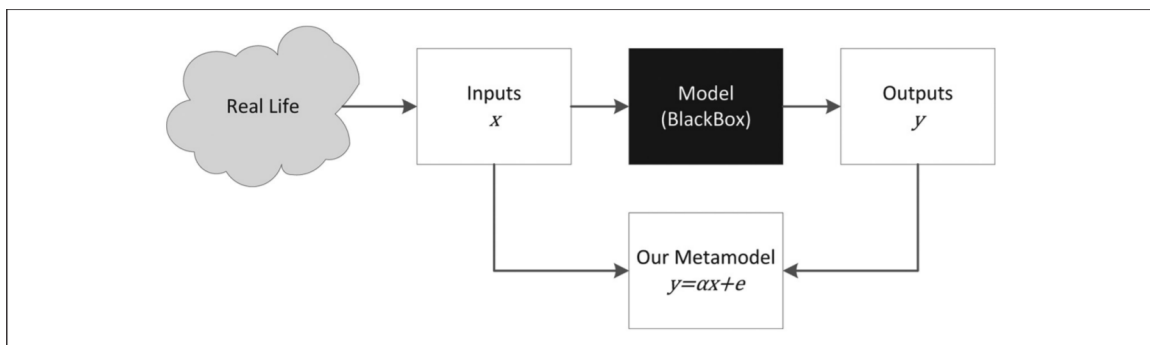 Real Life
Inputs
x
Model
(BlackBox)
Outputs
y
Our Metamodel
y=αx+e